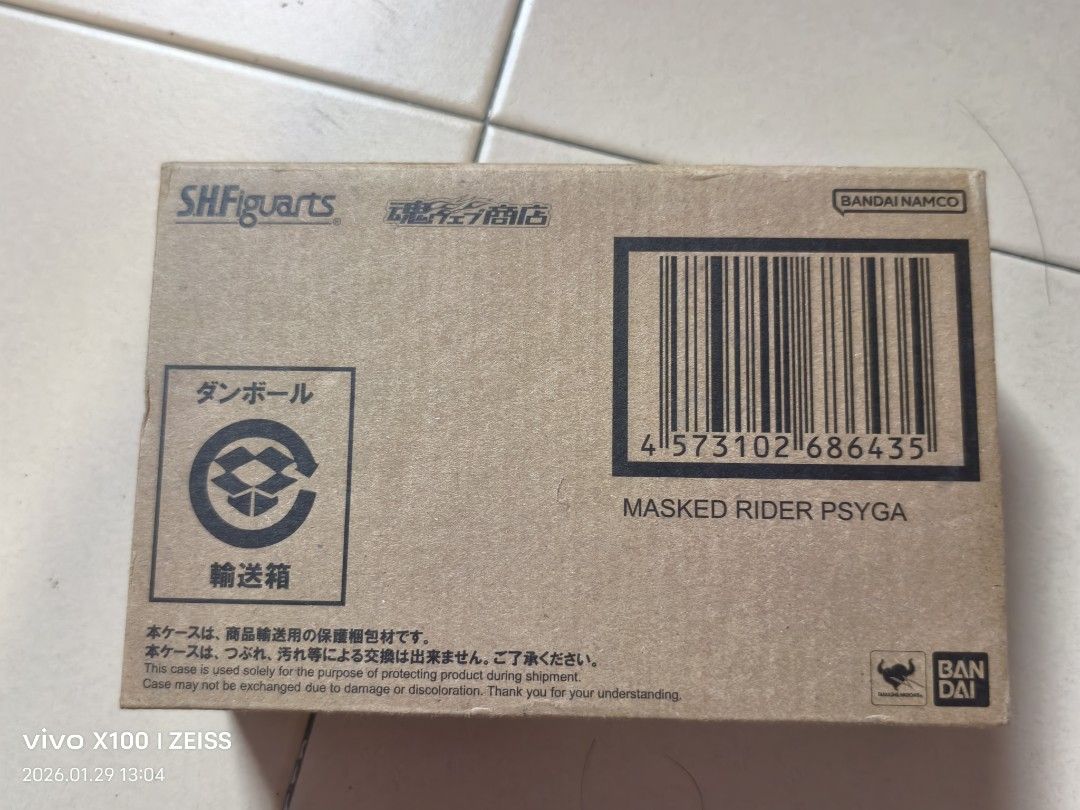 S.H.Figuarts®
魂ウェブ商店
BANDAI NAMCO
4 573102 686435
MASKED RIDER PSYGA
ダンボール
輸送箱
本ケースは、商品輸送用の保護梱包材です。
本ケースは、つぶれ、汚れ等による交換は出来ません。ご了承ください。
This case is used solely for the purpose of protecting product during shipment.
Case may not be exchanged due to damage or discoloration. Thank you for your understanding.
BAN
DAI
vivo X100 | ZEISS
2026.01.29 13:04